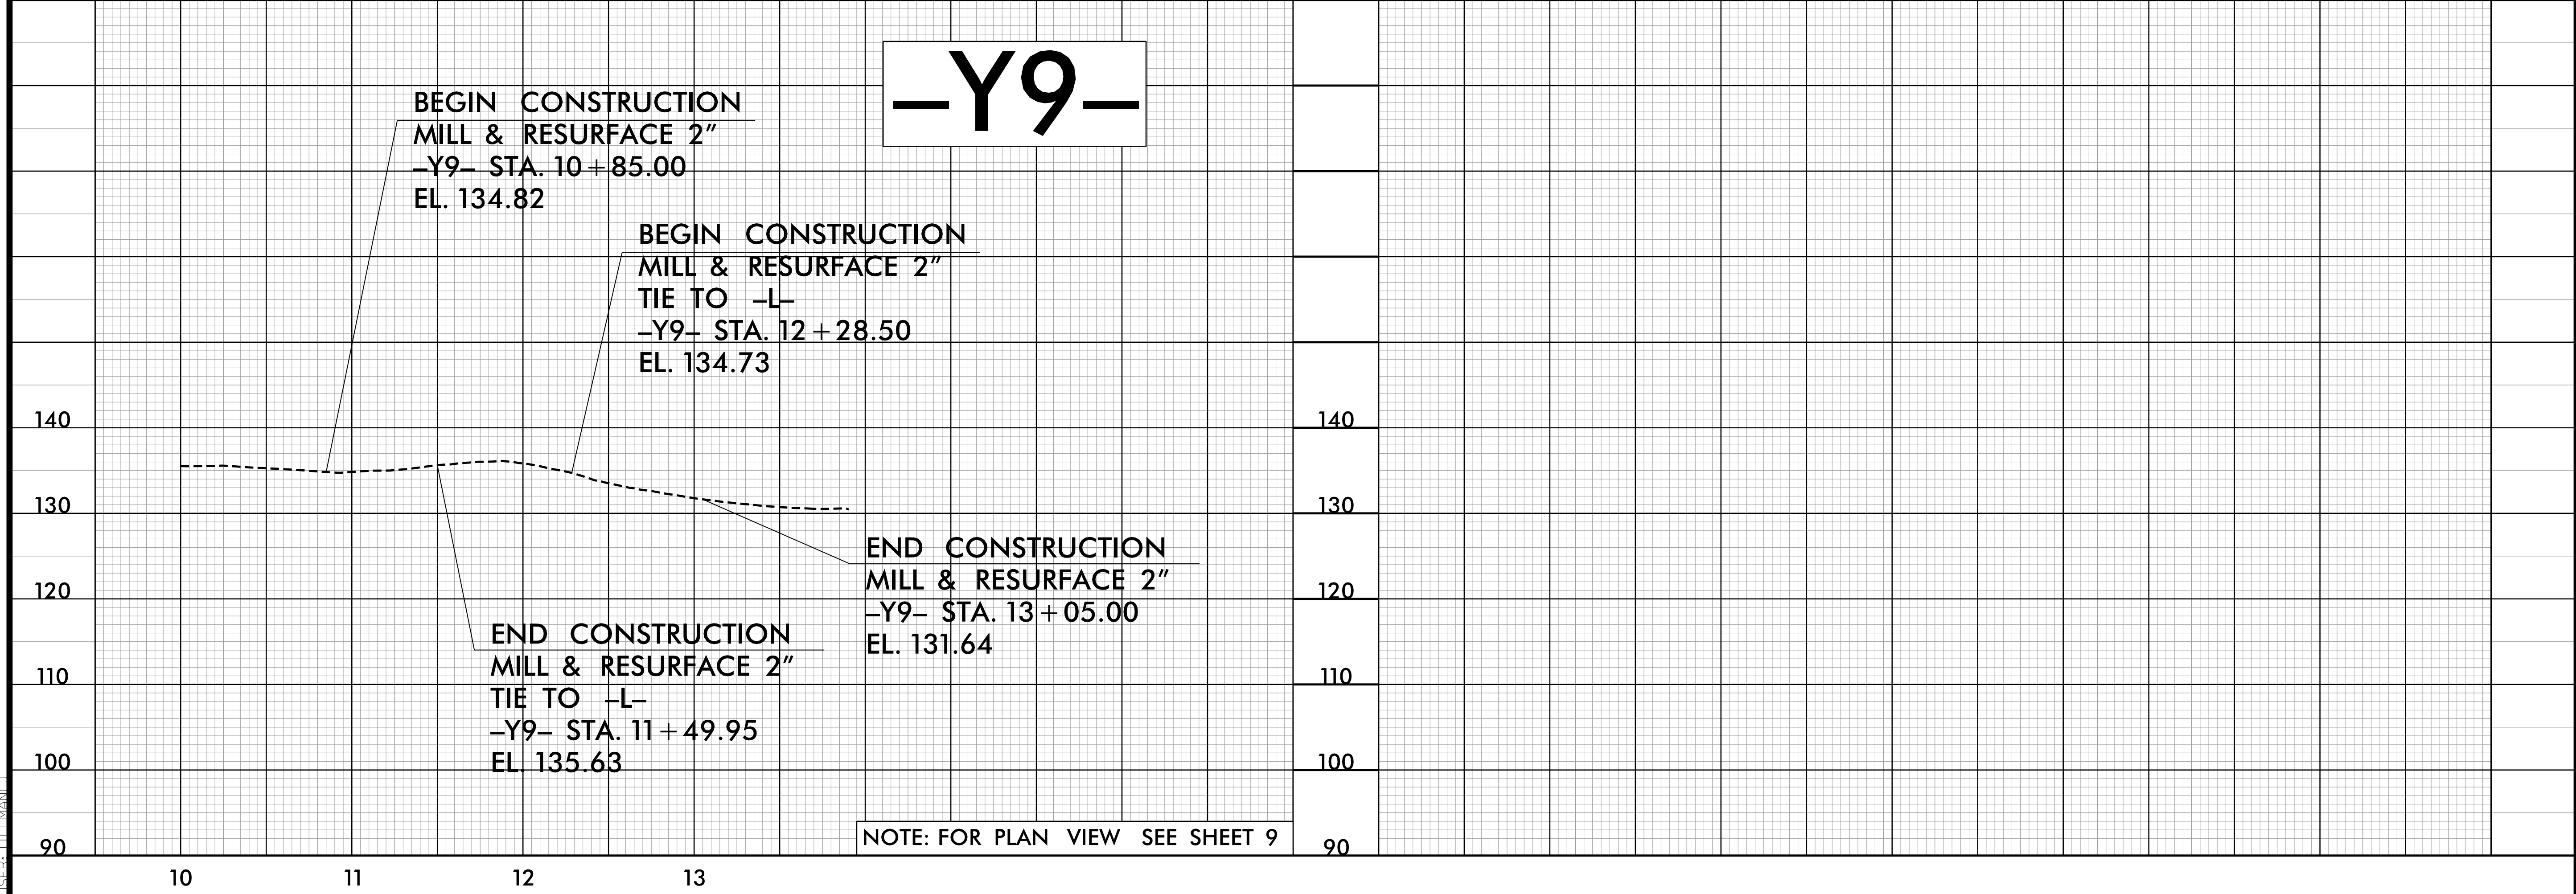 –Y9–
BEGIN CONSTRUCTION
MILL & RESURFACE 2″
–Y9– STA. 10+85.00
EL. 134.82
BEGIN CONSTRUCTION
MILL & RESURFACE 2″
TIE TO –L–
–Y9– STA. 12+28.50
EL. 134.73
140 140
130 130
END CONSTRUCTION
MILL & RESURFACE 2″
–Y9– STA. 13+05.00
EL. 131.64
120 120
END CONSTRUCTION
MILL & RESURFACE 2″
TIE TO –L–
–Y9– STA. 11+49.95
EL. 135.63
110 110
100 100
NOTE: FOR PLAN VIEW SEE SHEET 9
90 90
10 11 12 13